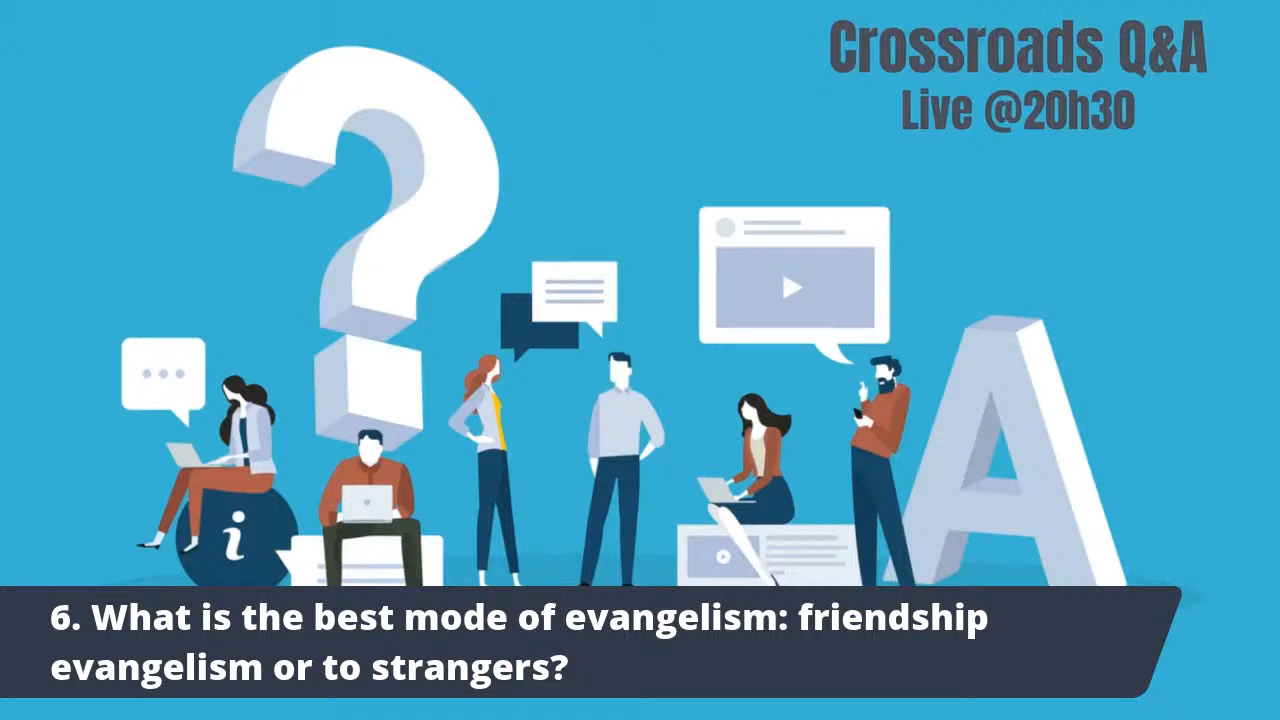 Crossroads Q&A
Live @20h30
i
A
6. What is the best mode of evangelism: friendship
evangelism or to strangers?